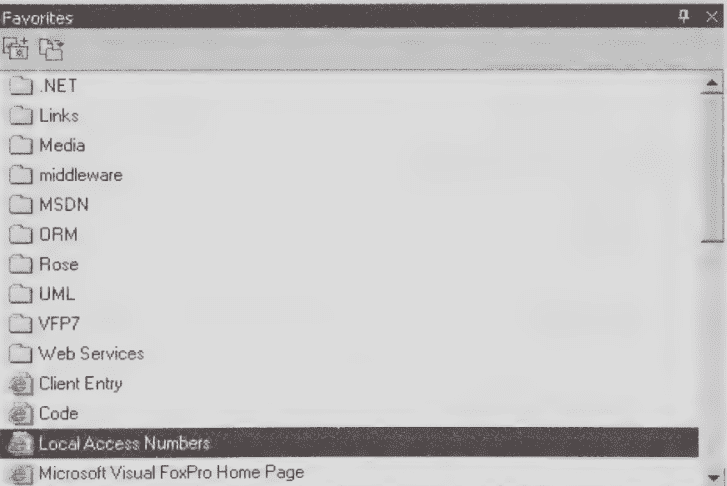 Favorites
.NET
Links
Media
middleware
MSDN
ORM
Rose
UML
VFP7
Web Services
Client Entry
Code
Local Access Numbers
Microsoft Visual FoxPro Home Page